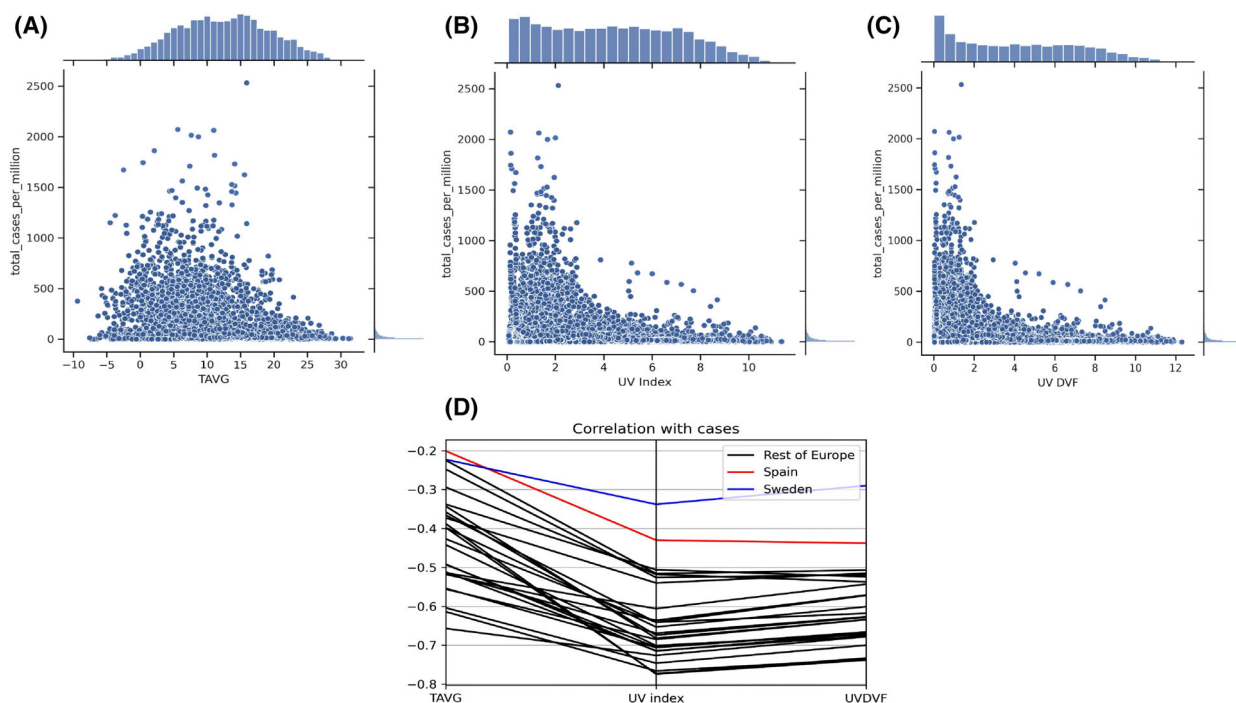 (A)
2500
2000
1500
1000
500
0
total_cases_per_million
−10 −5 0 5 10 15 20 25 30
TAVG
(B)
2500
2000
1500
1000
500
0
total_cases_per_million
0 2 4 6 8 10
UV Index
(C)
2500
2000
1500
1000
500
0
total_cases_per_million
0 2 4 6 8 10 12
UV DVF
(D)
Correlation with cases
Rest of Europe
Spain
Sweden
−0.2
−0.3
−0.4
−0.5
−0.6
−0.7
−0.8
TAVG UV index UVDVF